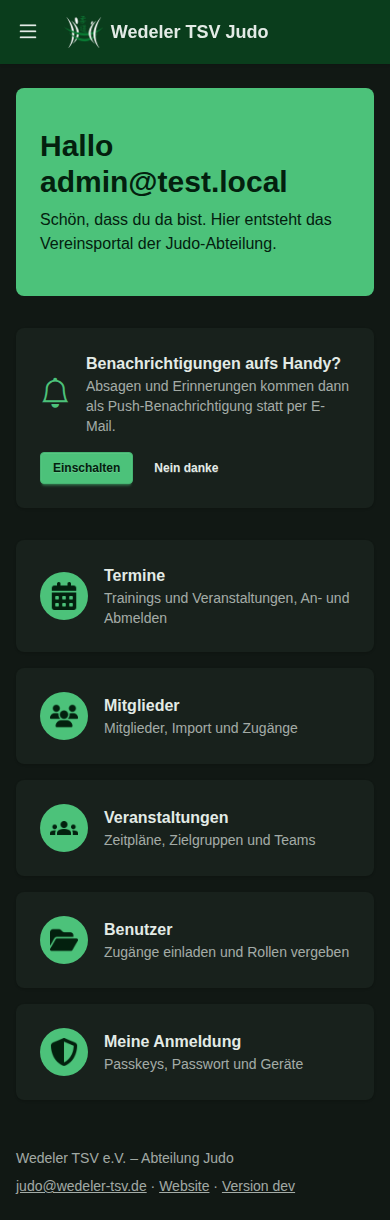 Wedeler TSV Judo
Hallo
admin@test.local
Schön, dass du da bist. Hier entsteht das
Vereinsportal der Judo-Abteilung.
Benachrichtigungen aufs Handy?
Absagen und Erinnerungen kommen dann
als Push-Benachrichtigung statt per E-
Mail.
Einschalten
Nein danke
Termine
Trainings und Veranstaltungen, An- und
Abmelden
Mitglieder
Mitglieder, Import und Zugänge
Veranstaltungen
Zeitpläne, Zielgruppen und Teams
Benutzer
Zugänge einladen und Rollen vergeben
Meine Anmeldung
Passkeys, Passwort und Geräte
Wedeler TSV e.V. – Abteilung Judo
judo@wedeler-tsv.de · Website · Version dev